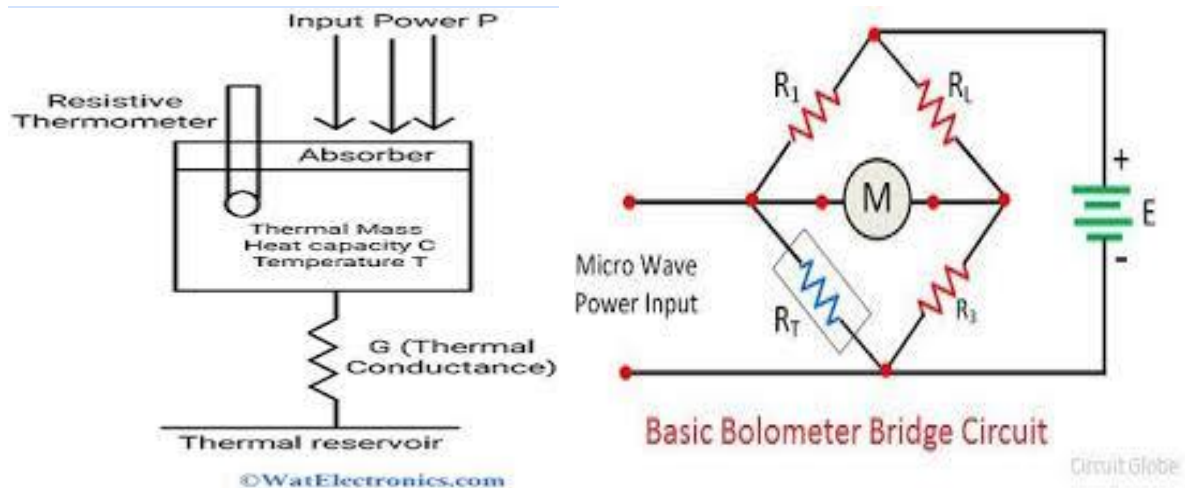 Input Power P
Resistive
Thermometer
Absorber
Thermal Mass
Heat capacity C
Temperature T
G (Thermal
Conductance)
Thermal reservoir
©WatElectronics.com
R1
RL
M
+
E
-
Micro Wave
Power Input
RT
R3
Basic Bolometer Bridge Circuit
Circuit Globe